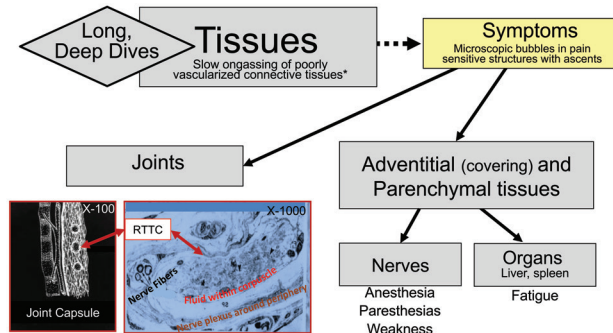 Long,
Deep Dives
Tissues
Slow ongassing of poorly
vascularized connective tissues*
Symptoms
Microscopic bubbles in pain
sensitive structures with ascents
Joints
Adventitial (covering) and
Parenchymal tissues
X-100
X-1000
RTTC
Nerve Fibers
Fluid within capsule
Nerve plexus around periphery
Joint Capsule
Nerves
Organs
Liver, spleen
Anesthesia
Paresthesias
Weakness
Fatigue